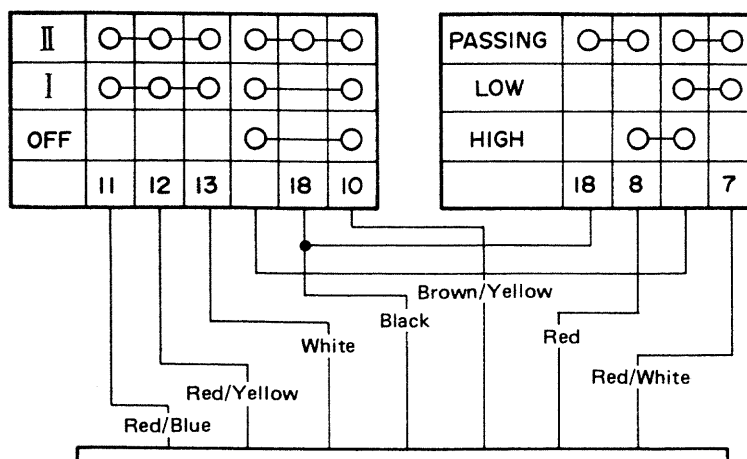 II
I
OFF
11 12 13 18 10
PASSING
LOW
HIGH
18 8 7
Brown/Yellow
Black
White
Red
Red/Yellow
Red/White
Red/Blue